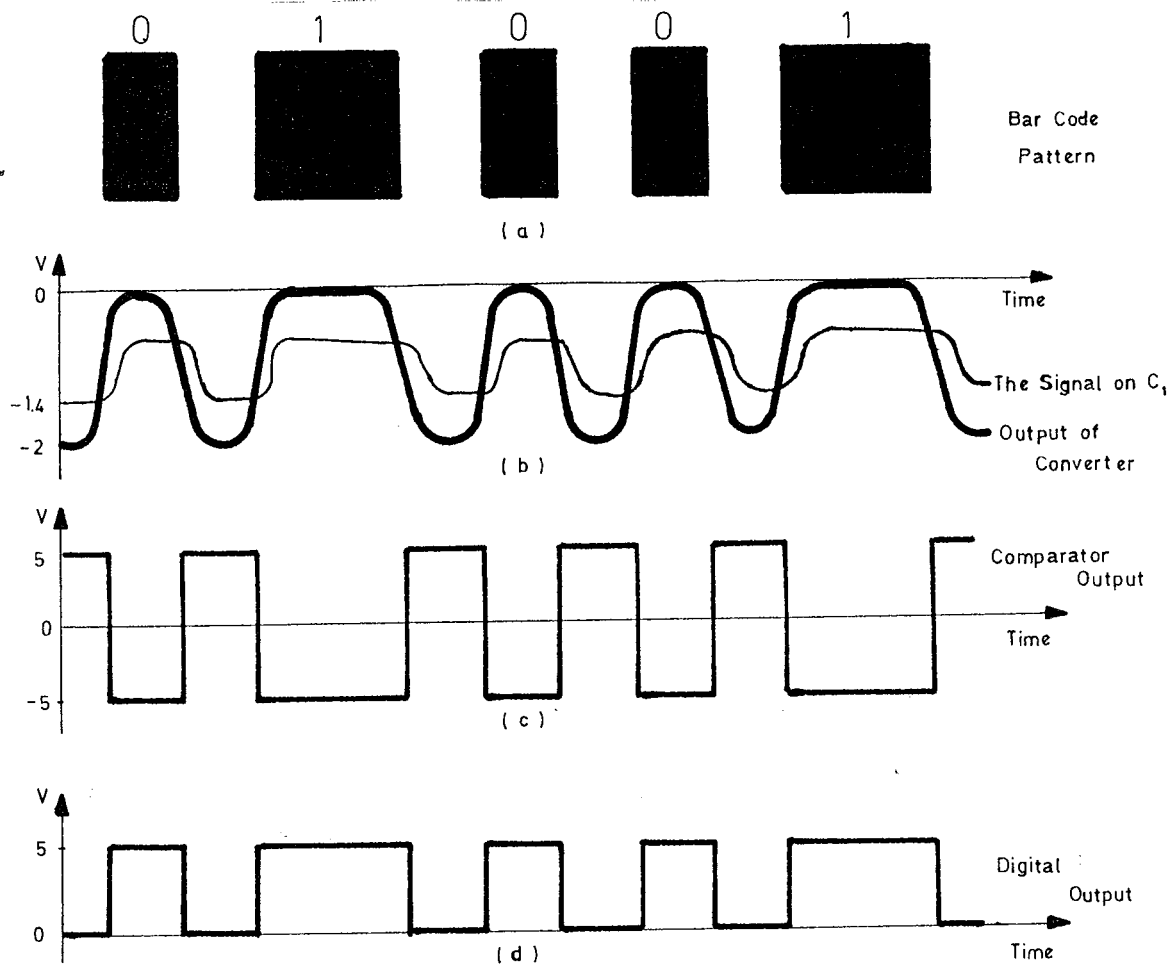 0 1 0 0 1
Bar Code
Pattern
(a)
V
0
Time
-1.4
The Signal on C₁
-2
Output of
Converter
(b)
V
5
Comparator
Output
0
Time
-5
(c)
V
5
Digital
Output
0
(d)
Time